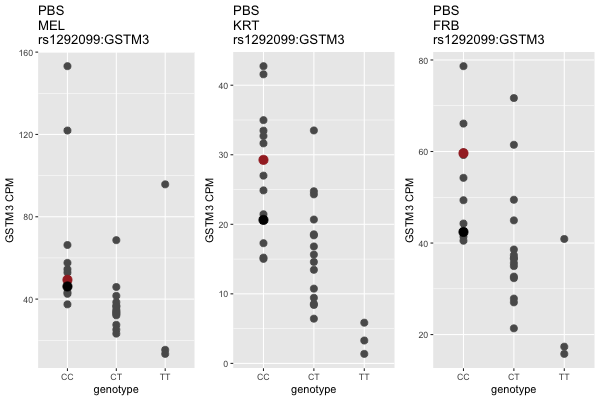 PBS
MEL
rs1292099:GSTM3
160
120
80
40
GSTM3 CPM
CC
CT
TT
genotype
PBS
KRT
rs1292099:GSTM3
40
30
20
10
0
GSTM3 CPM
CC
CT
TT
genotype
PBS
FRB
rs1292099:GSTM3
80
60
40
20
GSTM3 CPM
CC
CT
TT
genotype